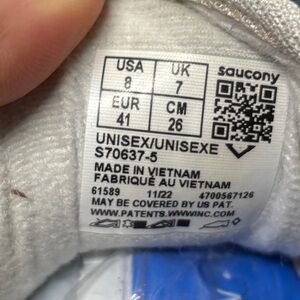 USA UK saucony
8 7
EUR CM
41 26
UNISEX/UNISEXE
S70637-5
MADE IN VIETNAM
FABRIQUÉ AU VIETNAM
61589 11/22 4700567126
MAY BE COVERED BY US PAT.
WWW.PATENTS.WWWINC.COM